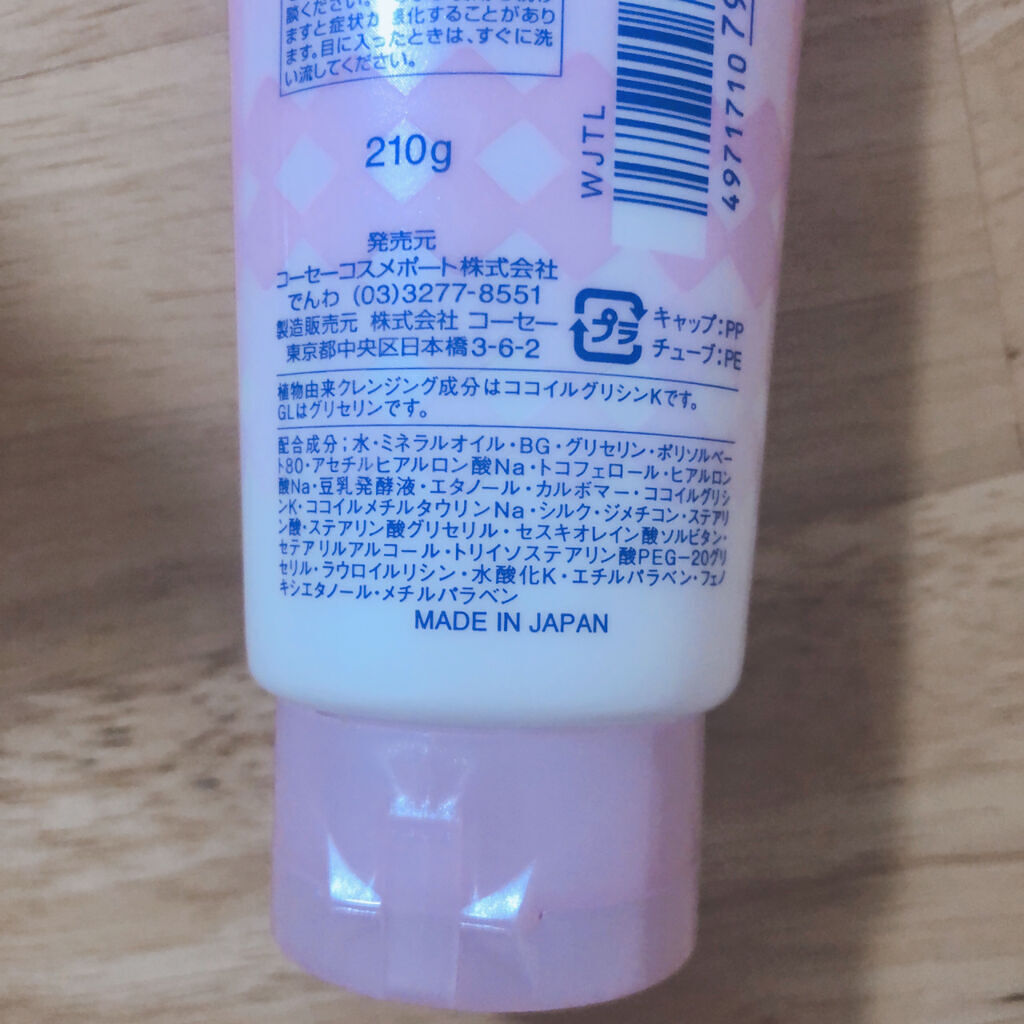 談ください。
ますと症状が悪化することがあり
ます。目に入ったときは、すぐに洗
い流してください。
210g
WJTL
4971710 79
発売元
コーセーコスメポート株式会社
でんわ (03)3277-8551
製造販売元 株式会社 コーセー
東京都中央区日本橋3-6-2
プラ
キャップ:PP
チューブ:PE
植物由来クレンジング成分はココイルグリシンKです。
GLはグリセリンです。
配合成分;水・ミネラルオイル・BG・グリセリン・ポリソルベー
ト80・アセチルヒアルロン酸Na・トコフェロール・ヒアルロン
酸Na・豆乳発酵液・エタノール・カルボマー・ココイルグリシ
ンK・ココイルメチルタウリンNa・シルク・ジメチコン・ステアリ
ン酸・ステアリン酸グリセリル・セスキオレイン酸ソルビタン・
セテアリルアルコール・トリイソステアリン酸PEG-20グリ
セリル・ラウロイルリシン・水酸化K・エチルパラベン・フェノ
キシエタノール・メチルパラベン
MADE IN JAPAN